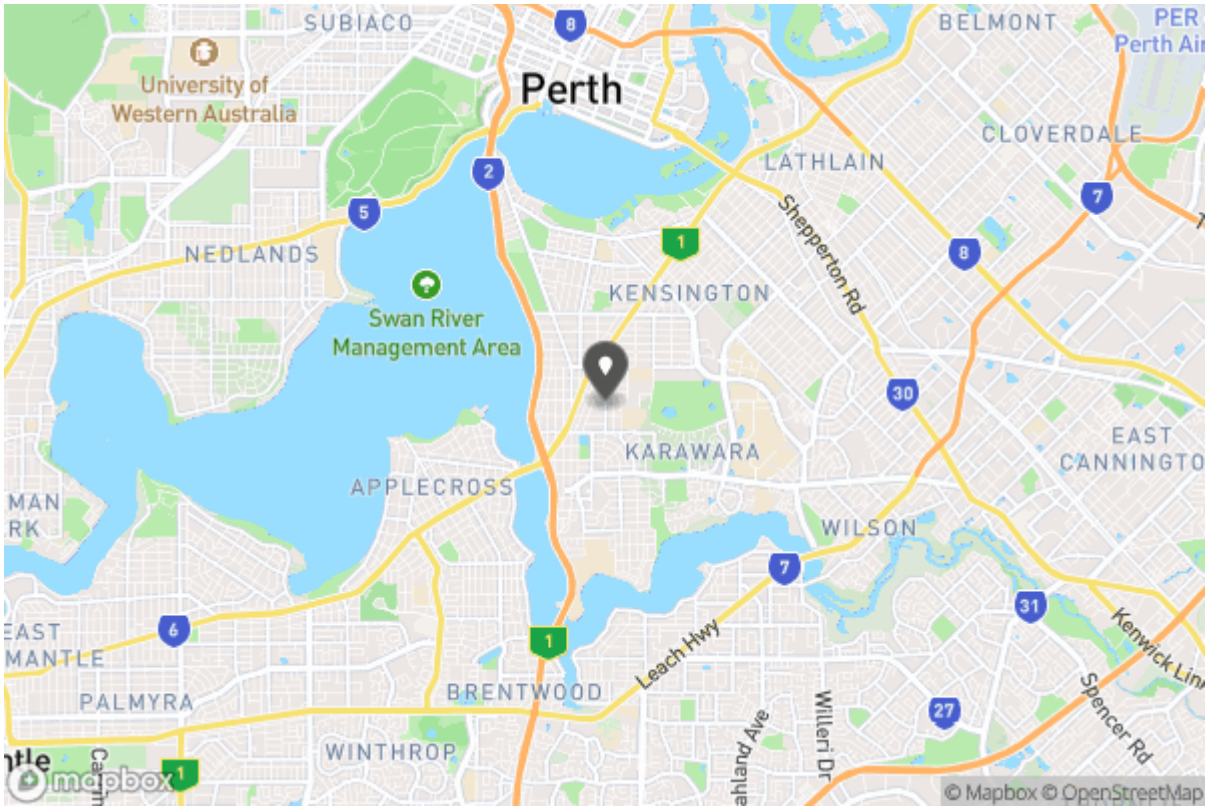 SUBIACO
8
BELMONT
PER
Perth Air
University of
Western Australia
Perth
CLOVERDALE
LATHLAIN
2
7
5
Shepperton Rd
NEDLANDS
1
8
KENSINGTON
Swan River
Management Area
30
KARAWARA
EAST
CANNINGTO
APPLECROSS
MAN
RK
WILSON
7
31
6
EAST
MANTLE
1
Leach Hwy
Kenwick Link
BRENTWOOD
PALMYRA
Willeri Dr
Spencer Rd
27
ahland Ave
WINTHROP
ntle
1
mapbox
© Mapbox © OpenStreetMap